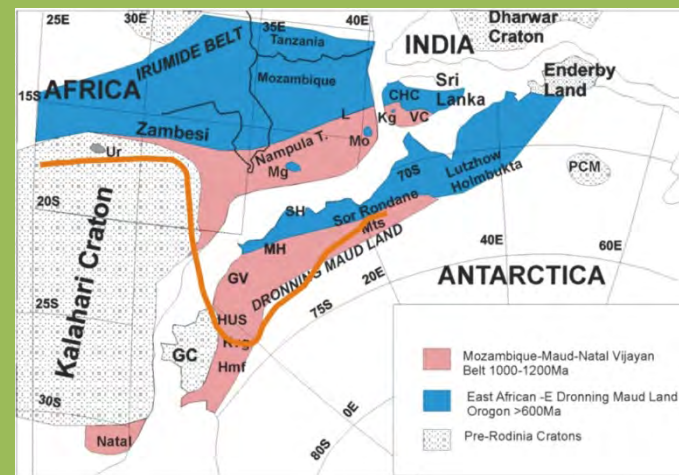 25E
30E
35E
40E
Tanzania
INDIA
Dharwar
Craton
IRUMIDE BELT
AFRICA
Mozambique
Sri
Lanka
Enderby
Land
15S
CHC
Kg
VC
L
Zambesi
Nampula T.
Mo
Ur
Mg
20S
70S
Lutzhow
Holmbukta
PCM
SH
Sor Rondane
Mts
MH
40E
60E
Kalahari Craton
GV
DRONNING MAUD LAND
20E
ANTARCTICA
25S
75S
HUS
GC
Hmf
30S
0E
Natal
80S
Mozambique-Maud-Natal Vijayan
Belt 1000-1200Ma
East African -E Dronning Maud Land
Orogon >600Ma
Pre-Rodinia Cratons